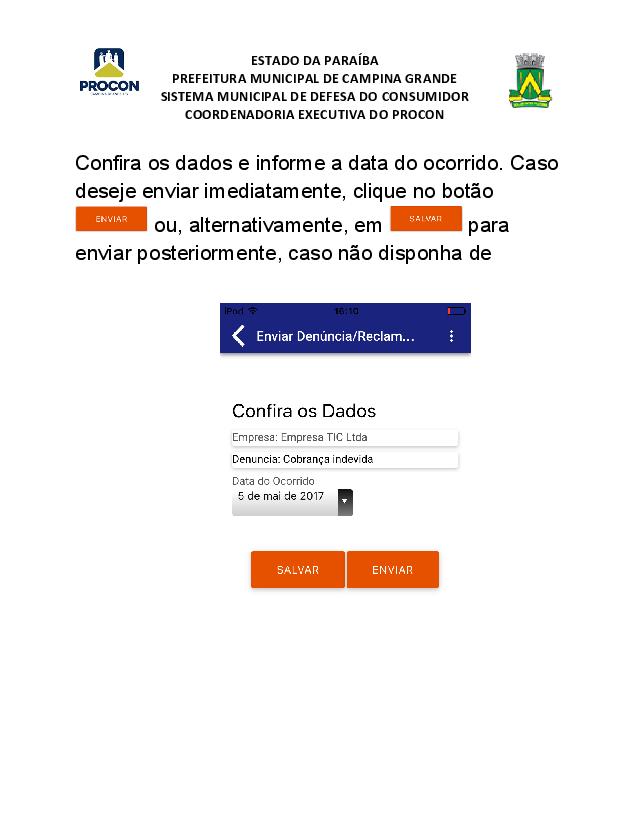 PROCON
ESTADO DA PARAÍBA
PREFEITURA MUNICIPAL DE CAMPINA GRANDE
SISTEMA MUNICIPAL DE DEFESA DO CONSUMIDOR
COORDENADORIA EXECUTIVA DO PROCON
Confira os dados e informe a data do ocorrido. Caso
deseje enviar imediatamente, clique no botão
ENVIAR ou, alternativamente, em SALVAR para
enviar posteriormente, caso não disponha de
iPod 16:10
Enviar Denúncia/Reclam...
Confira os Dados
Empresa: Empresa TIC Ltda
Denuncia: Cobrança indevida
Data do Ocorrido
5 de mai de 2017
SALVAR ENVIAR